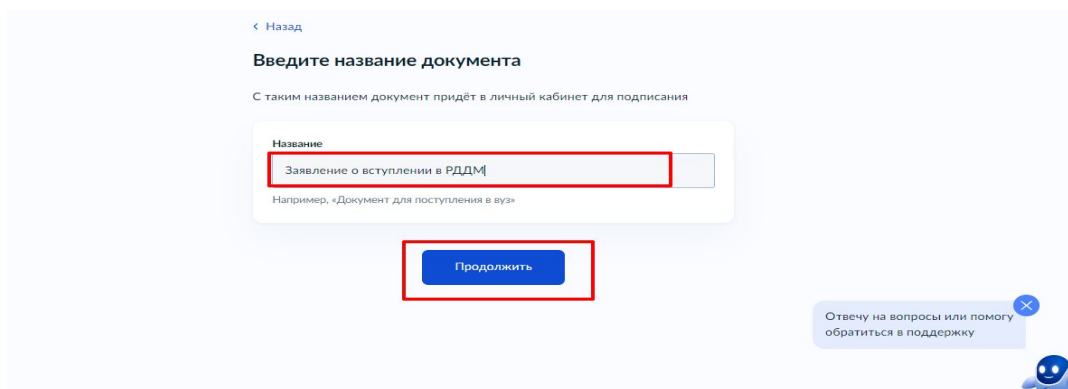 Назад
Введите название документа
С таким названием документ придёт в личный кабинет для подписания
Название
Заявление о вступлении в РДДМ
Например, «Документ для поступления в вуз»
Продолжить
Отвечу на вопросы или помогу
обратиться в поддержку